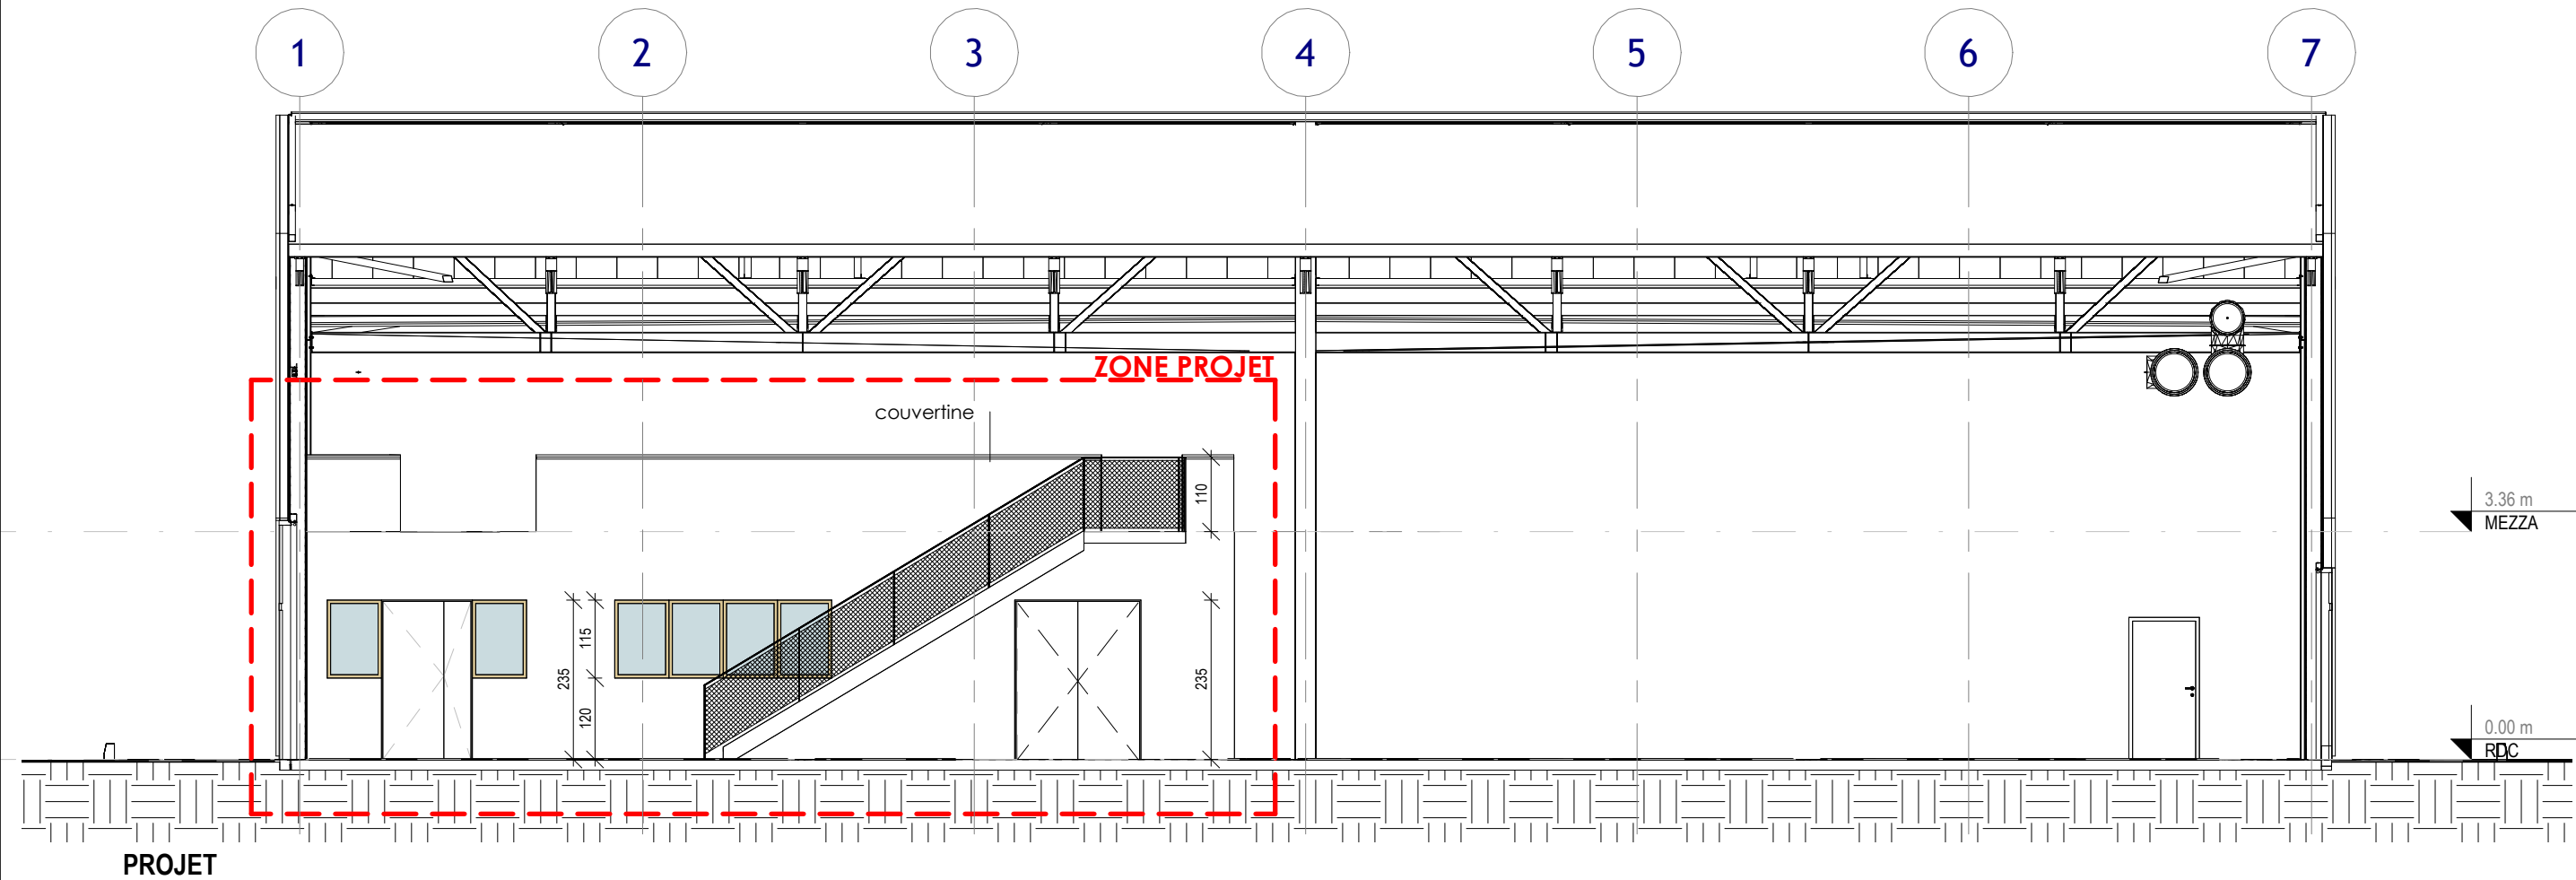 1 2 3 4 5 6 7
ZONE PROJET
couvertine
110
3.36 m
MEZZA
235
115
120
235
0.00 m
RDC
PROJET